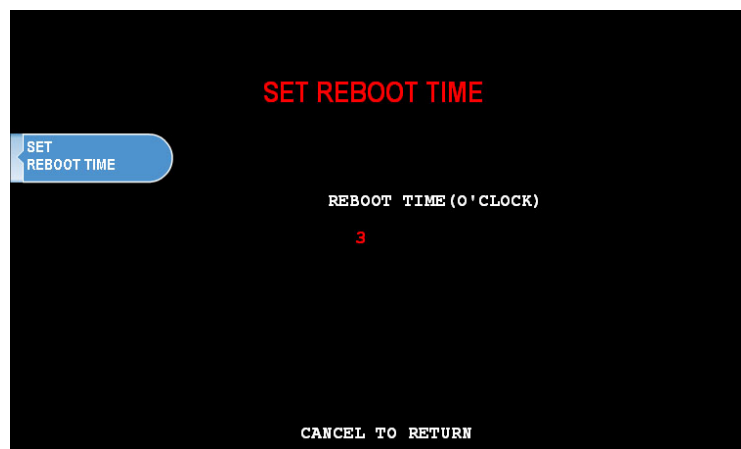 SET REBOOT TIME
SET
REBOOT TIME
REBOOT TIME(O'CLOCK)
3
CANCEL TO RETURN